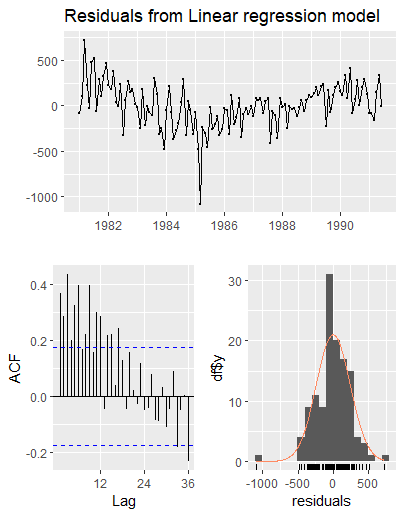 Residuals from Linear regression model
500
0
-500
-1000
1982 1984 1986 1988 1990
ACF
0.4
0.2
0.0
-0.2
12 24 36
Lag
df$y
30
20
10
0
-1000 -500 0 500
residuals